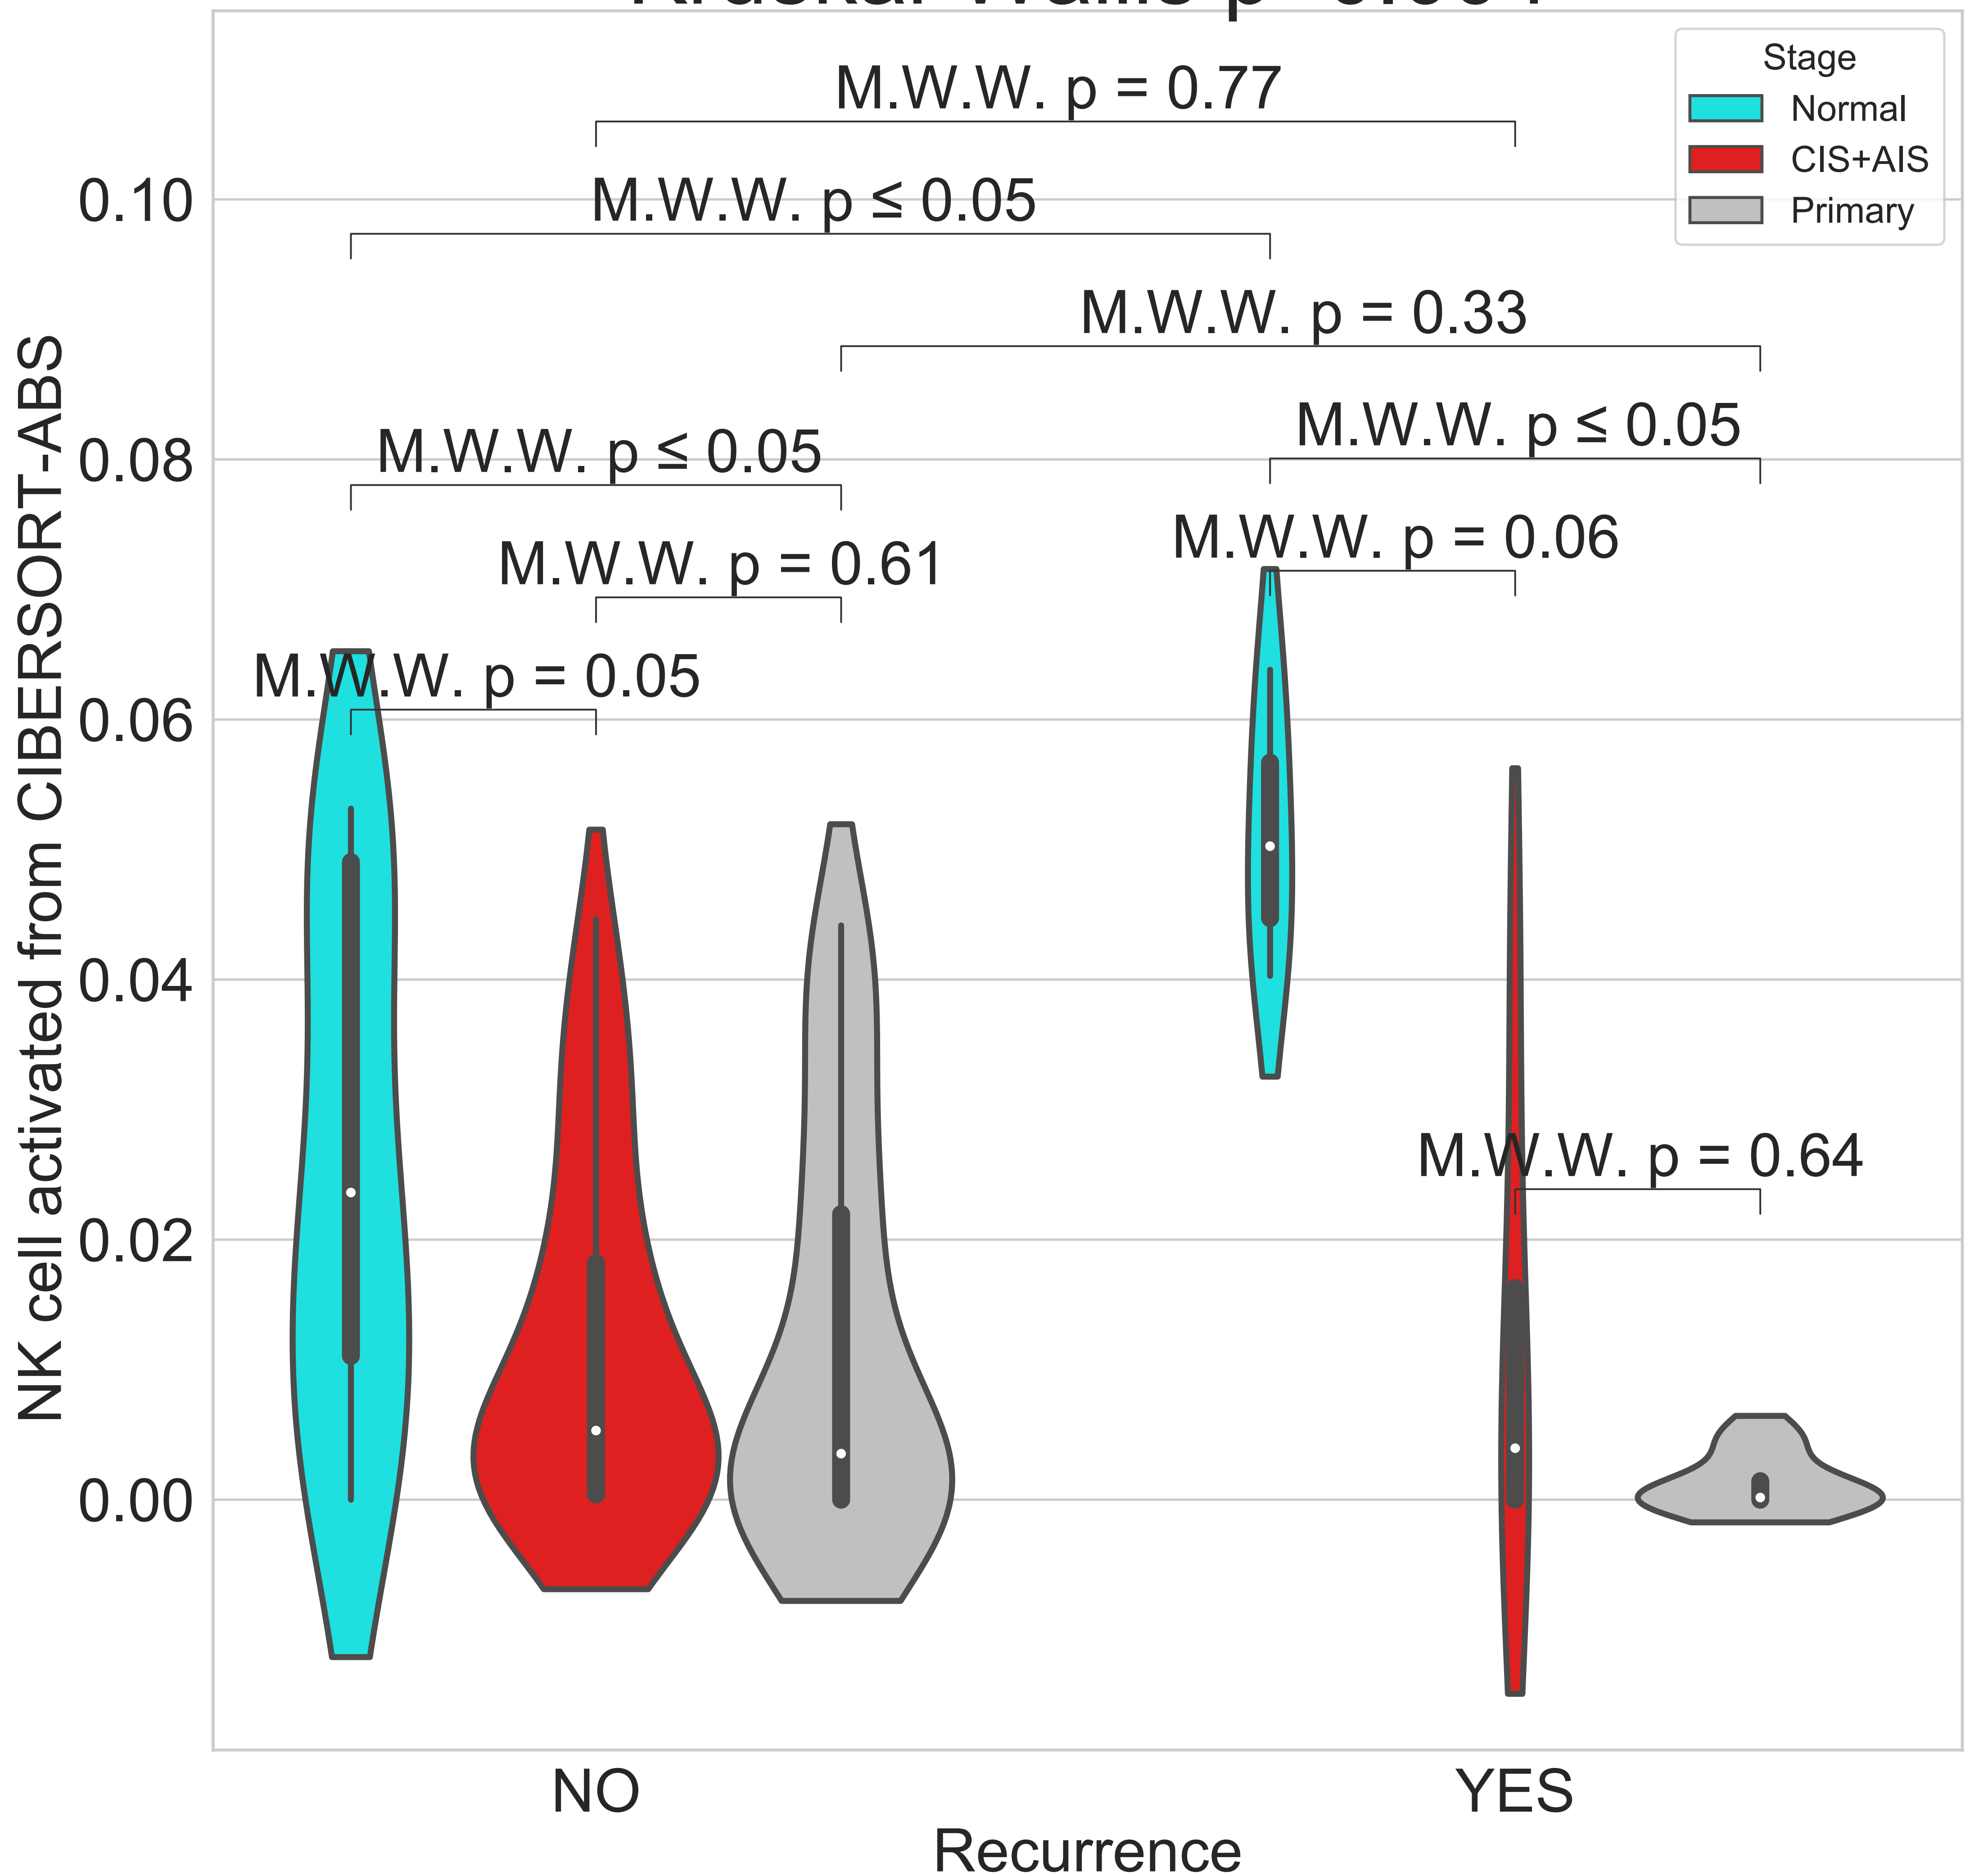 Stage
Normal
CIS+AIS
Primary
M.W.W. p = 0.77
M.W.W. p ≤ 0.05
M.W.W. p = 0.33
M.W.W. p ≤ 0.05
M.W.W. p ≤ 0.05
M.W.W. p = 0.06
M.W.W. p = 0.61
M.W.W. p = 0.05
M.W.W. p = 0.64
NK cell activated from CIBERSORT-ABS
0.10
0.08
0.06
0.04
0.02
0.00
NO
YES
Recurrence